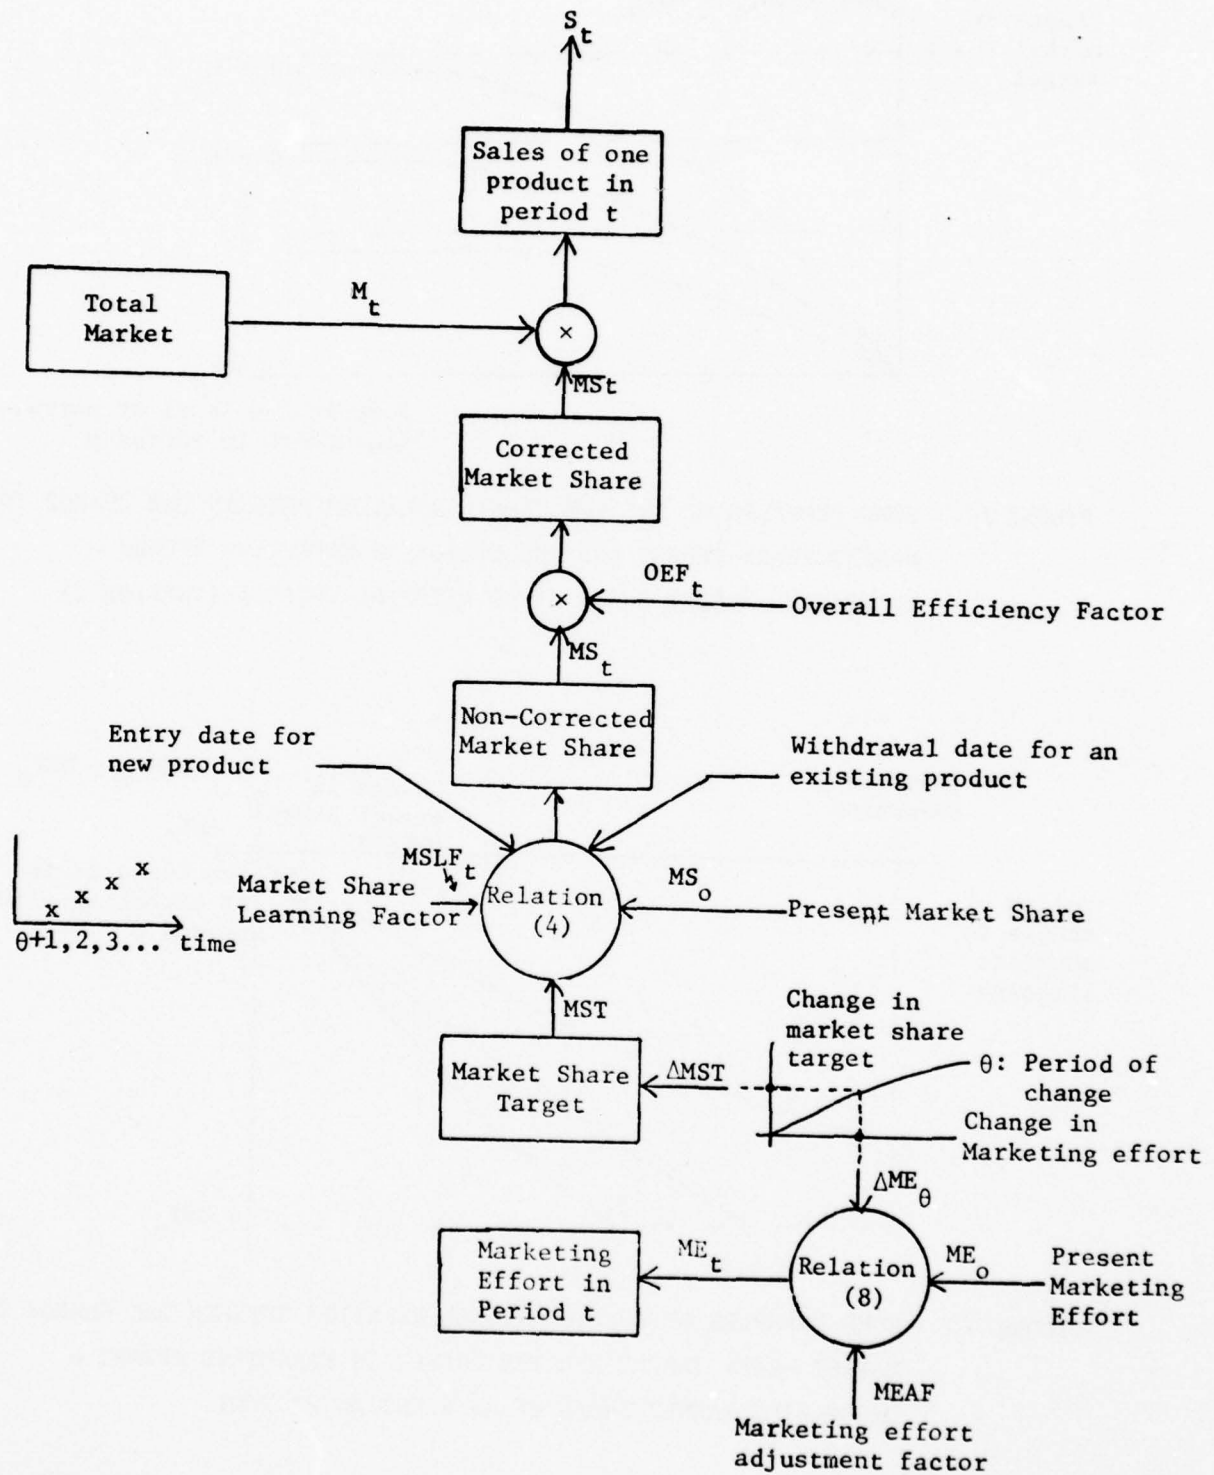 S_t
Sales of one
product in
period t
Total
Market
M_t
×
MSt
Corrected
Market Share
×
OEF_t
Overall Efficiency Factor
MS_t
Non-Corrected
Market Share
Entry date for
new product
Withdrawal date for an
existing product
MSLF_t
Market Share
Learning Factor
Relation
(4)
MS_o
Present Market Share
x x x x
θ+1,2,3... time
MST
Market Share
Target
ΔMST
Change in
market share
target
θ: Period of
change
Change in
Marketing effort
ΔME_θ
Marketing
Effort in
Period t
ME_t
Relation
(8)
ME_o
Present
Marketing
Effort
MEAF
Marketing effort
adjustment factor